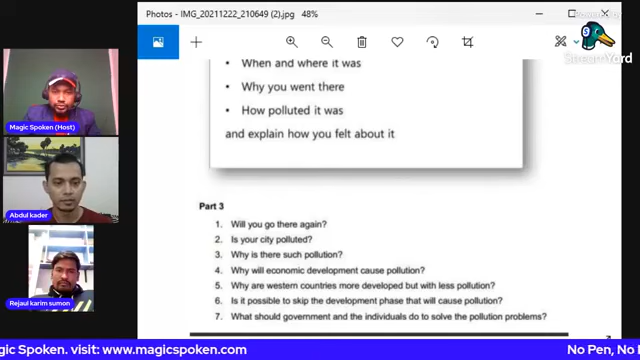 Photos - IMG_20211222_210649 (2).jpg 48%
StreamYard
• When and where it was
• Why you went there
• How polluted it was
and explain how you felt about it
Magic Spoken (Host)
Abdul kader
Rejaul karim sumon
Part 3
1. Will you go there again?
2. Is your city polluted?
3. Why is there such pollution?
4. Why will economic development cause pollution?
5. Why are western countries more developed but with less pollution?
6. Is it possible to skip the development phase that will cause pollution?
7. What should government and the individuals do to solve the pollution problems?
gic Spoken. visit: www.magicspoken.com
No Pen, No